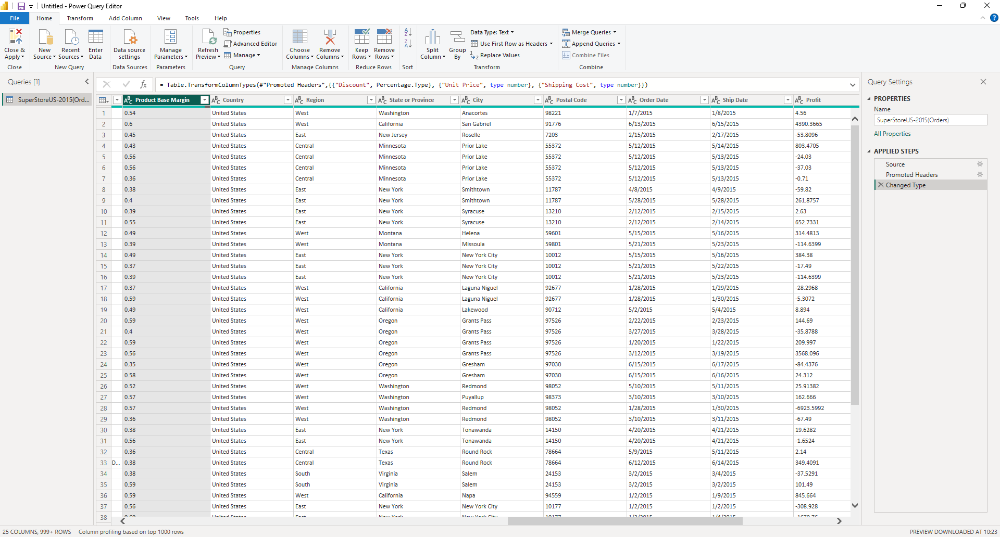 Untitled - Power Query Editor
File Home Transform Add Column View Tools Help
Close & Apply
Close
New Source
Recent Sources
Enter Data
New Query
Data source settings
Data Sources
Manage Parameters
Parameters
Refresh Preview
Properties
Advanced Editor
Manage
Query
Choose Columns
Remove Columns
Manage Columns
Keep Rows
Remove Rows
Reduce Rows
Sort
Split Column
Group By
Data Type: Text
Use First Row as Headers
Replace Values
Transform
Merge Queries
Append Queries
Combine Files
Combine
Queries [1]
SuperStoreUS-2015(Ord...
fx
= Table.TransformColumnTypes(#"Promoted Headers",{{"Discount", Percentage.Type}, {"Unit Price", type number}, {"Shipping Cost", type number}})
Product Base Margin Country Region State or Province City Postal Code Order Date Ship Date Profit
1 0.54 United States West Washington Anacortes 98221 1/7/2015 1/8/2015 4.56
2 0.6 United States West California San Gabriel 91776 6/13/2015 6/15/2015 4390.3665
3 0.45 United States East New Jersey Roselle 7203 2/15/2015 2/17/2015 -53.8096
4 0.43 United States Central Minnesota Prior Lake 55372 5/12/2015 5/14/2015 803.4705
5 0.56 United States Central Minnesota Prior Lake 55372 5/12/2015 5/13/2015 -24.03
6 0.56 United States Central Minnesota Prior Lake 55372 5/12/2015 5/13/2015 -37.03
7 0.36 United States Central Minnesota Prior Lake 55372 5/12/2015 5/13/2015 -0.71
8 0.38 United States East New York Smithtown 11787 4/8/2015 4/9/2015 -59.82
9 0.4 United States East New York Smithtown 11787 5/28/2015 5/28/2015 261.8757
10 0.39 United States East New York Syracuse 13210 2/12/2015 2/15/2015 2.63
11 0.55 United States East New York Syracuse 13210 2/12/2015 2/14/2015 652.7331
12 0.49 United States West Montana Helena 59601 5/15/2015 5/16/2015 314.4813
13 0.39 United States West Montana Missoula 59801 5/21/2015 5/23/2015 -114.6399
14 0.49 United States East New York New York City 10012 5/15/2015 5/16/2015 384.38
15 0.37 United States East New York New York City 10012 5/21/2015 5/22/2015 -17.49
16 0.39 United States East New York New York City 10012 5/21/2015 5/23/2015 -114.6399
17 0.37 United States West California Laguna Niguel 92677 1/28/2015 1/29/2015 -28.2968
18 0.59 United States West California Laguna Niguel 92677 1/28/2015 1/30/2015 -5.3072
19 0.49 United States West California Lakewood 90712 5/2/2015 5/4/2015 8.894
20 0.59 United States West Oregon Grants Pass 97526 2/22/2015 2/23/2015 144.69
21 0.4 United States West Oregon Grants Pass 97526 3/27/2015 3/28/2015 -35.8788
22 0.59 United States West Oregon Grants Pass 97526 1/20/2015 1/22/2015 209.997
23 0.56 United States West Oregon Grants Pass 97526 3/12/2015 3/19/2015 3568.096
24 0.35 United States West Oregon Gresham 97030 6/15/2015 6/17/2015 -84.4376
25 0.58 United States West Oregon Gresham 97030 6/15/2015 6/16/2015 24.312
26 0.52 United States West Washington Redmond 98052 5/10/2015 5/11/2015 25.91382
27 0.57 United States West Washington Puyallup 98373 3/10/2015 3/10/2015 162.666
28 0.57 United States West Washington Redmond 98052 1/28/2015 1/30/2015 -6923.5992
29 0.36 United States West Washington Redmond 98052 3/10/2015 3/11/2015 -67.49
30 0.38 United States East New York Tonawanda 14150 4/20/2015 4/21/2015 19.6282
31 0.56 United States East New York Tonawanda 14150 4/20/2015 4/21/2015 -1.6524
32 0.36 United States Central Texas Round Rock 78664 5/9/2015 5/11/2015 2.14
33 D... 0.38 United States Central Texas Round Rock 78664 6/12/2015 6/14/2015 349.4091
34 0.38 United States South Virginia Salem 24153 3/2/2015 3/4/2015 -37.5291
35 0.59 United States South Virginia Salem 24153 3/2/2015 3/2/2015 101.49
36 0.59 United States West California Napa 94559 1/2/2015 1/9/2015 845.664
37 0.56 United States East New York New York City 10177 1/2/2015 1/2/2015 -308.928
38
Query Settings
PROPERTIES
Name
SuperStoreUS-2015(Orders)
All Properties
APPLIED STEPS
Source
Promoted Headers
Changed Type
25 COLUMNS, 999+ ROWS Column profiling based on top 1000 rows
PREVIEW DOWNLOADED AT 10:23